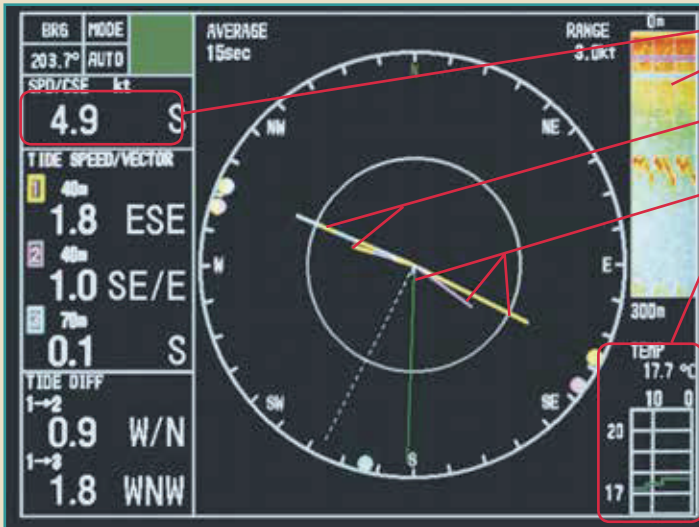 BRG MODE
203.7° AUTO
SPD/CSE kt
4.9 S
TIDE SPEED/VECTOR
1 40m
1.8 ESE
2 40m
1.0 SE/E
3 70m
0.1 S
TIDE DIFF
1→2
0.9 W/N
1→3
1.8 WNW
AVERAGE
15sec
RANGE
3.0kt
N
NW
NE
W
E
SW
SE
S
0m
300m
TEMP
17.7 °C
10 0
20
17